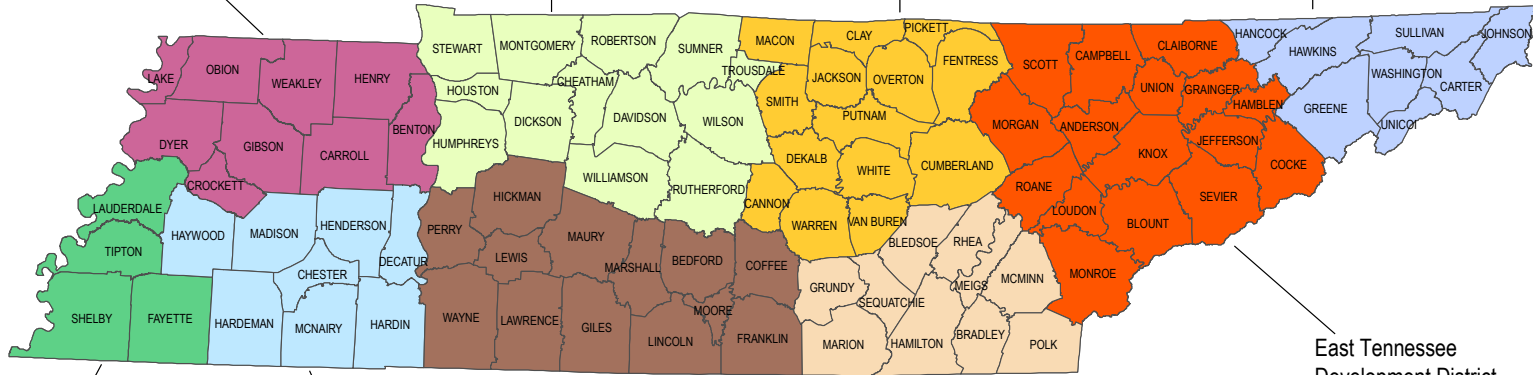 STEWART
MONTGOMERY
ROBERTSON
SUMNER
MACON
CLAY
PICKETT
FENTRESS
SCOTT
CAMPBELL
CLAIBORNE
HANCOCK
HAWKINS
SULLIVAN
JOHNSON
LAKE
OBION
WEAKLEY
HENRY
HOUSTON
CHEATHAM
TROUSDALE
SMITH
JACKSON
OVERTON
UNION
GRAINGER
HAMBLEN
GREENE
WASHINGTON
CARTER
UNICOI
DYER
GIBSON
CARROLL
BENTON
HUMPHREYS
DICKSON
DAVIDSON
WILSON
PUTNAM
MORGAN
ANDERSON
KNOX
JEFFERSON
COCKE
CROCKETT
WILLIAMSON
RUTHERFORD
DEKALB
WHITE
CUMBERLAND
ROANE
LOUDON
BLOUNT
SEVIER
LAUDERDALE
TIPTON
HAYWOOD
MADISON
HENDERSON
DECATUR
CHESTER
PERRY
HICKMAN
LEWIS
MAURY
MARSHALL
BEDFORD
COFFEE
CANNON
WARREN
VAN BUREN
BLEDSOE
RHEA
MEIGS
MCMINN
MONROE
SHELBY
FAYETTE
HARDEMAN
MCNAIRY
HARDIN
WAYNE
LAWRENCE
GILES
LINCOLN
MOORE
FRANKLIN
GRUNDY
SEQUATCHIE
MARION
HAMILTON
BRADLEY
POLK
East Tennessee
Development District